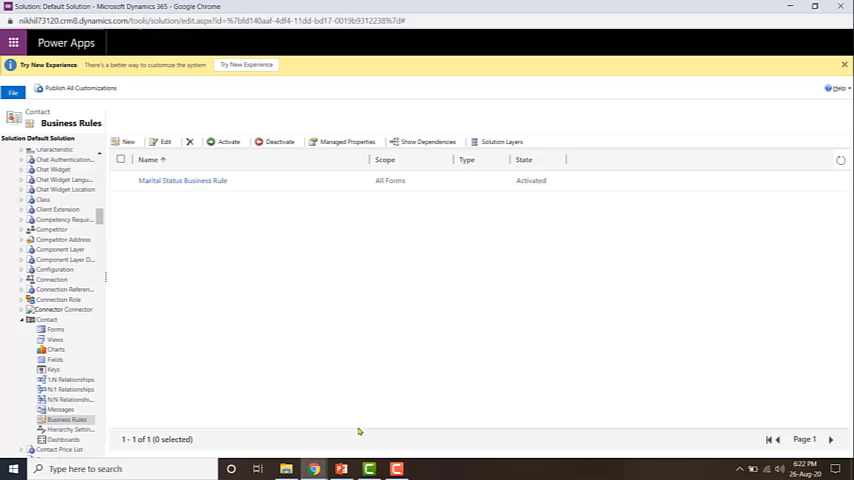 Solution: Default Solution - Microsoft Dynamics 365 - Google Chrome
nikhil73120.crm8.dynamics.com/tools/solution/edit.aspx?id=%7bfd140aaf-4df4-11dd-bd17-0019b9312238%7d#
Power Apps
Try New Experience There's a better way to customize the system Try New Experience
File Publish All Customizations Help
Contact
Business Rules
Solution Default Solution
New Edit Activate Deactivate Managed Properties Show Dependencies Solution Layers
Name Scope Type State
Marital Status Business Rule All Forms Activated
Characteristic
Chat Authentication...
Chat Widget
Chat Widget Langu...
Chat Widget Location
Class
Client Extension
Competency Requir...
Competitor
Competitor Address
Component Layer
Component Layer D...
Configuration
Connection
Connection Referen...
Connection Role
Connector Connector
Contact
Forms
Views
Charts
Fields
Keys
1:N Relationships
N:1 Relationships
N:N Relationshi...
Messages
Business Rules
Hierarchy Settin...
Dashboards
Contact Price List
1 - 1 of 1 (0 selected) Page 1
Type here to search
6:22 PM
26-Aug-20